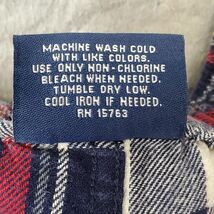 MACHINE WASH COLD
WITH LIKE COLORS.
USE ONLY NON-CHLORINE
BLEACH WHEN NEEDED.
TUMBLE DRY LOW.
COOL IRON IF NEEDED.
RN 15763